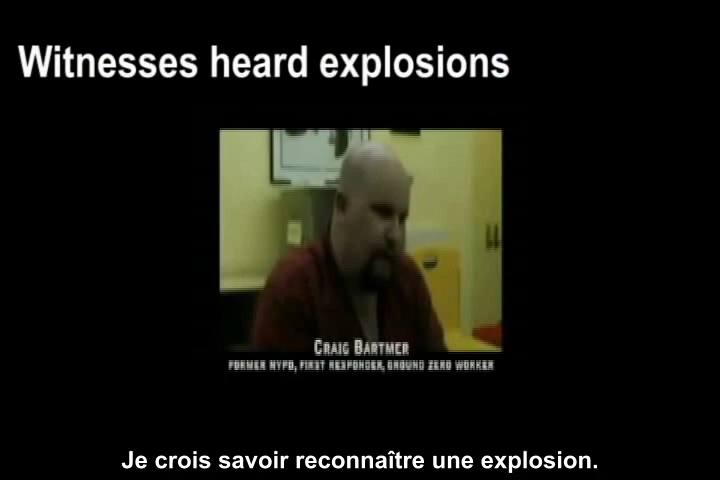 Witnesses heard explosions
CRAIG BARTMER
FORMER NYPD, FIRST RESPONDER, GROUND ZERO WORKER
Je crois savoir reconnaître une explosion.